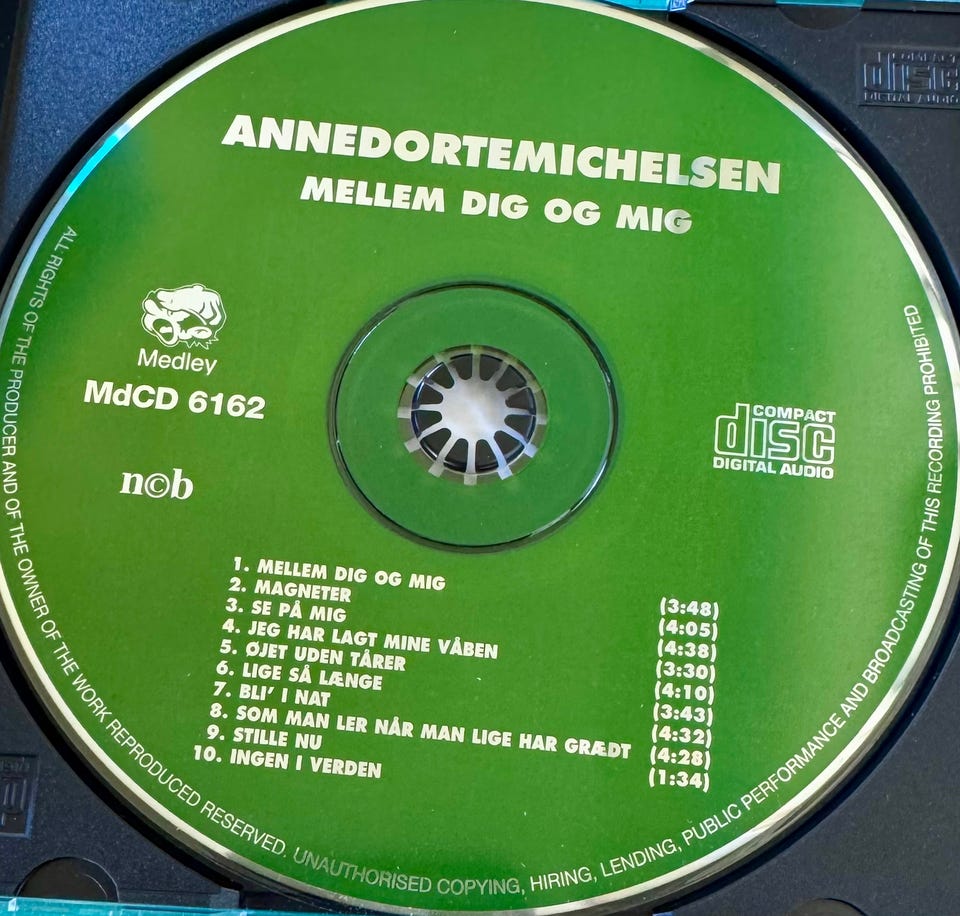 ANNEDORTEMICHELSEN
MELLEM DIG OG MIG
Medley
MdCD 6162
n©b
COMPACT
disc
DIGITAL AUDIO
1. MELLEM DIG OG MIG (3:48)
2. MAGNETER (4:05)
3. SE PÅ MIG (4:38)
4. JEG HAR LAGT MINE VÅBEN (3:30)
5. ØJET UDEN TÅRER (4:10)
6. LIGE SÅ LÆNGE (3:43)
7. BLI' I NAT (4:32)
8. SOM MAN LER NÅR MAN LIGE HAR GRÆDT (4:28)
9. STILLE NU (1:34)
10. INGEN I VERDEN
ALL RIGHTS OF THE PRODUCER AND OF THE OWNER OF THE WORK REPRODUCED RESERVED. UNAUTHORISED COPYING, HIRING, LENDING, PUBLIC PERFORMANCE AND BROADCASTING OF THIS RECORDING PROHIBITED
COMPACT
disc
DIGITAL AUDIO